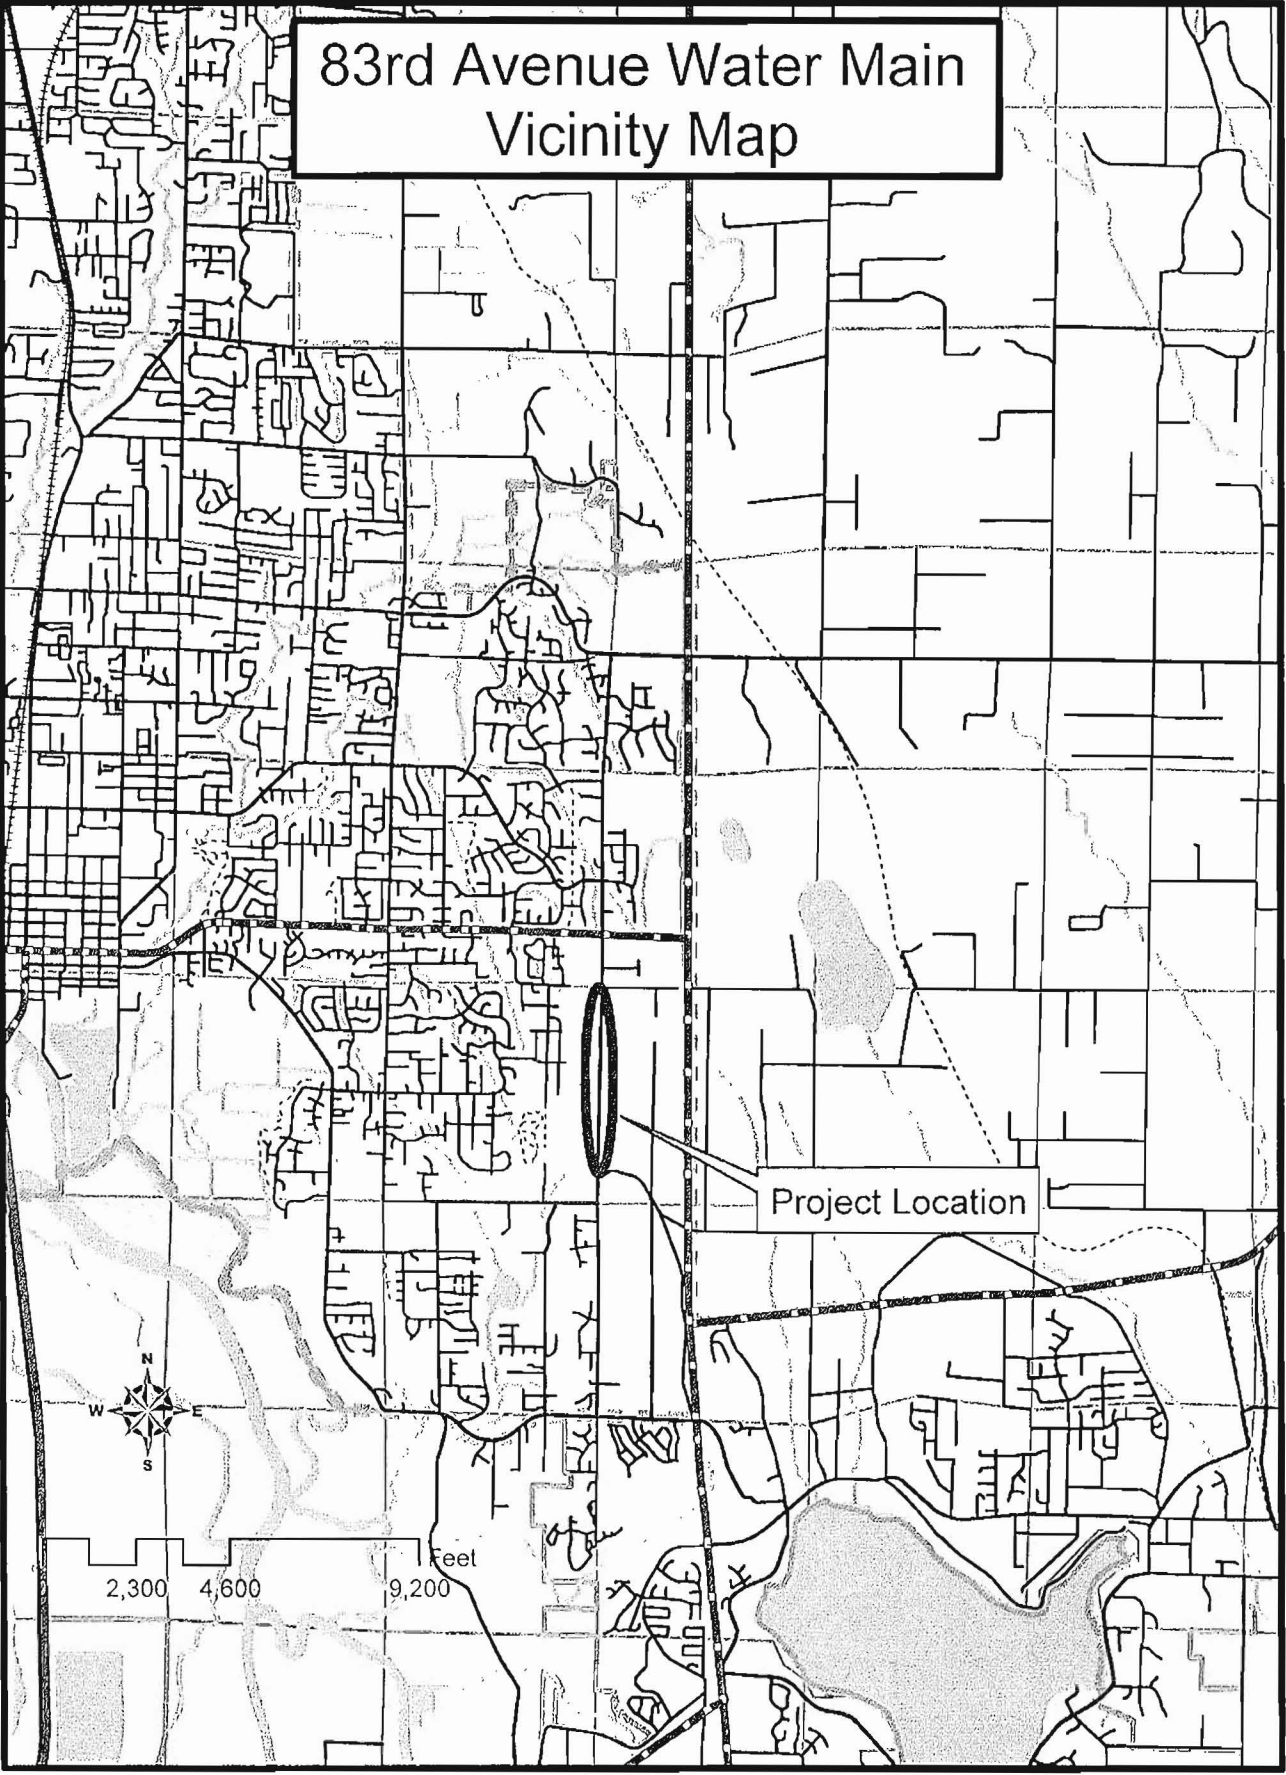 83rd Avenue Water Main
Vicinity Map
Project Location
N
W E
S
Feet
2,300 4,600 9,200